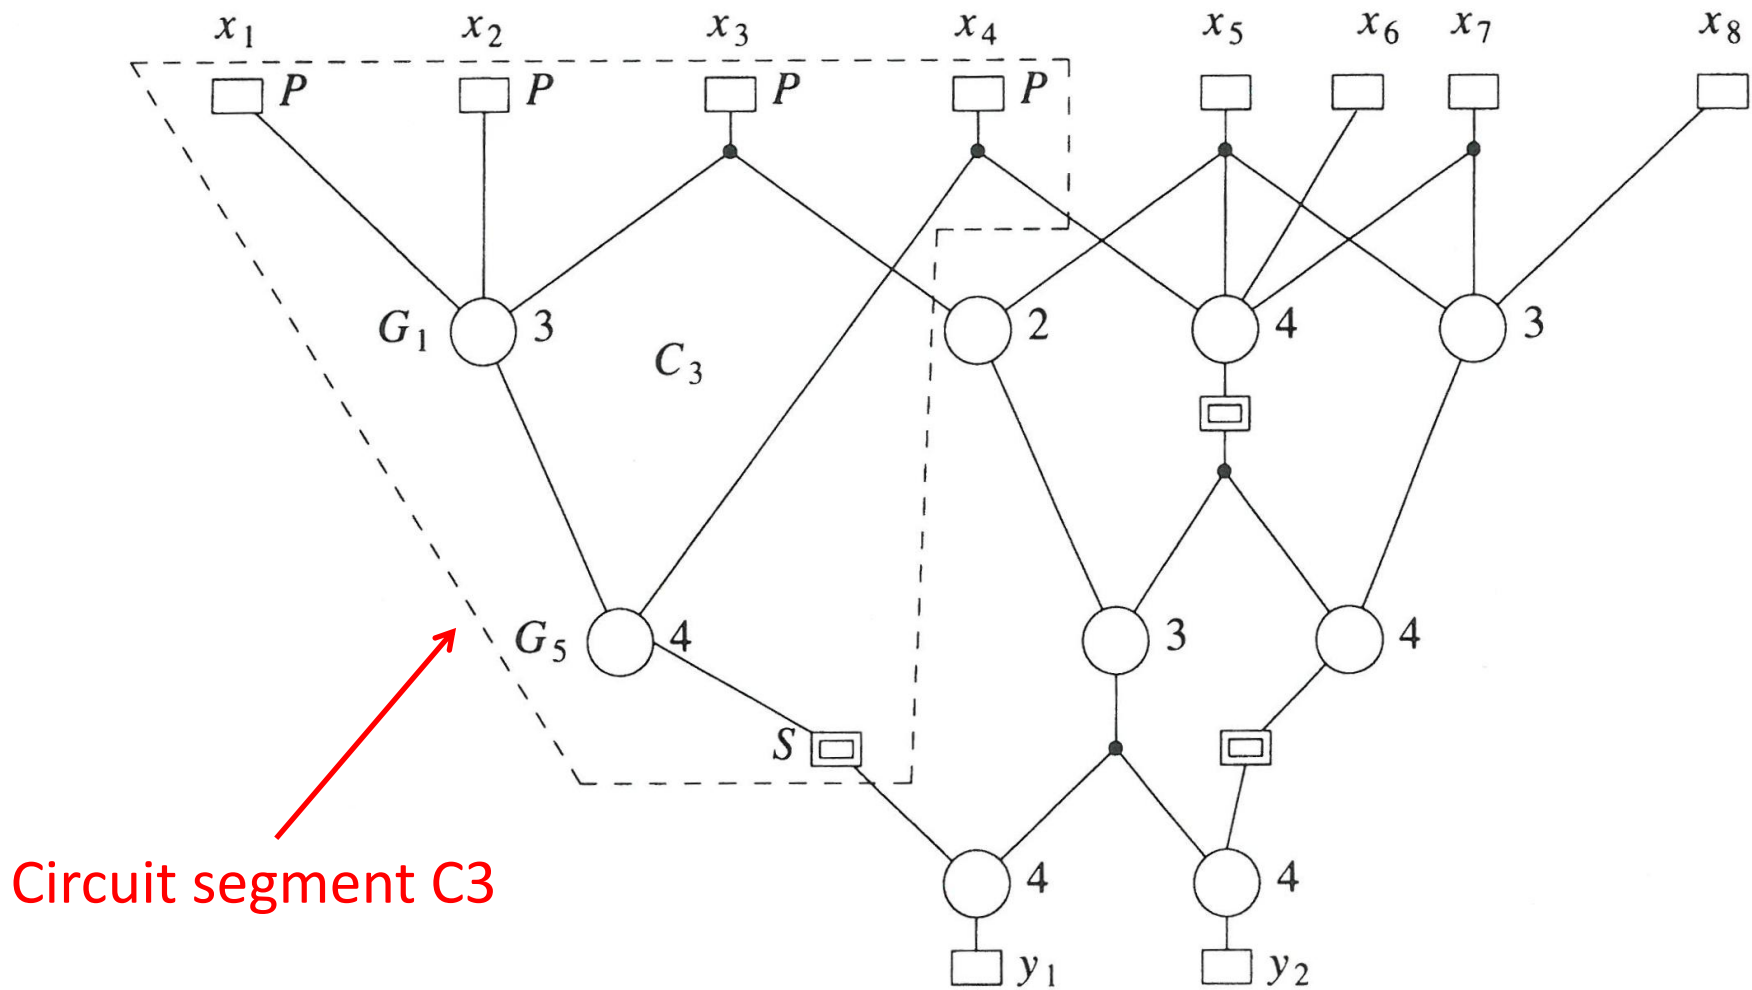 x1 x2 x3 x4 x5 x6 x7 x8
P P P P
G1 3 2 4 3
C3
G5 4 3 4
S
Circuit segment C3
4 4
y1 y2